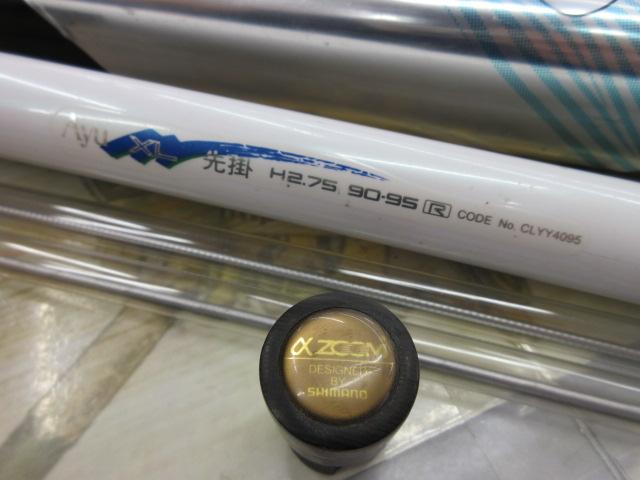 Ayu XL 先掛 H2.75 90-95 R CODE No. CLYY4095
α ZOOM
DESIGNED
BY
SHIMANO